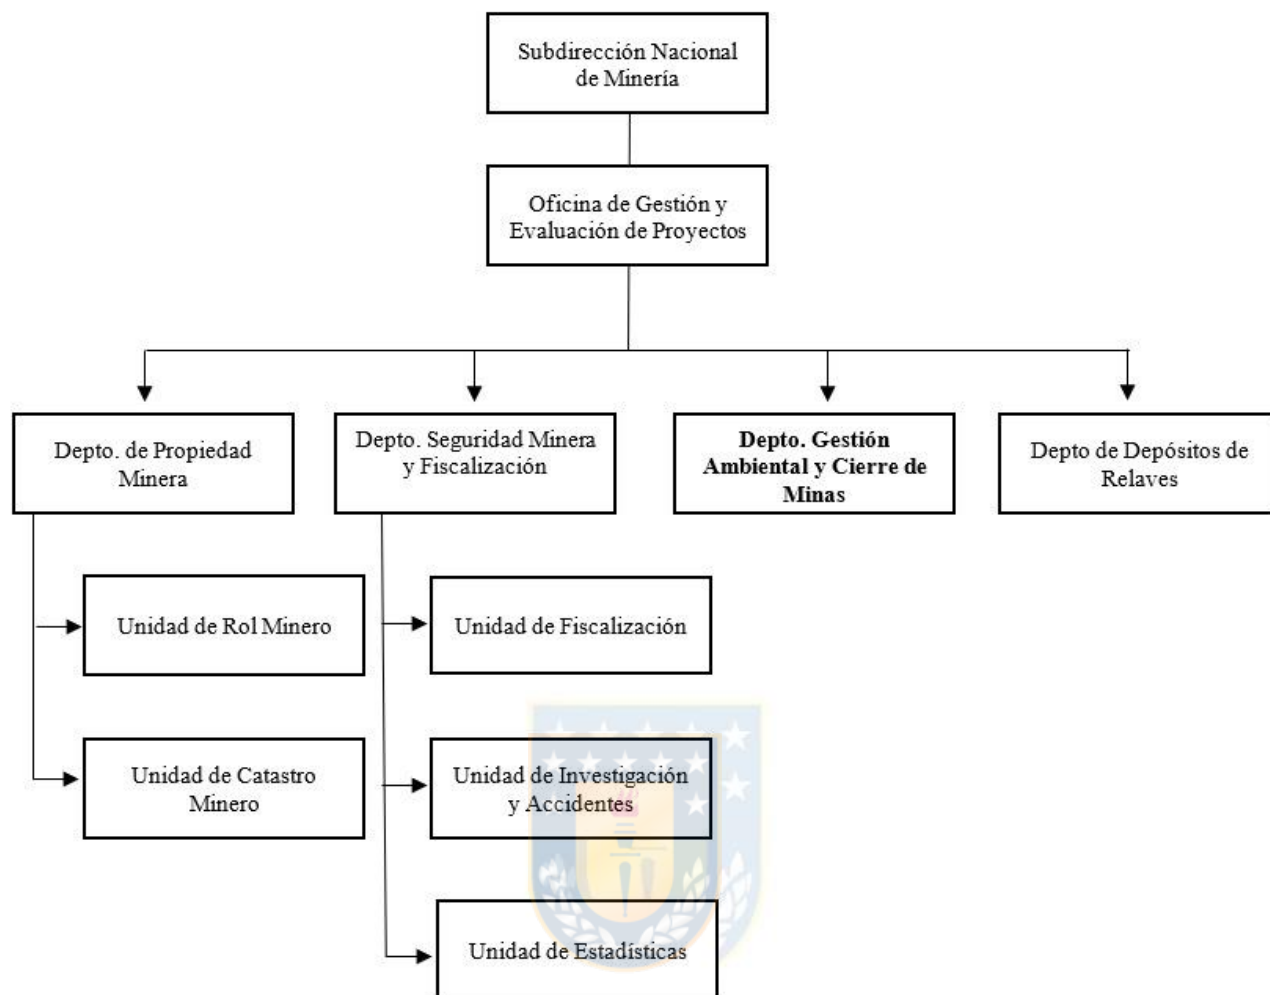 Subdirección Nacional
de Minería
Oficina de Gestión y
Evaluación de Proyectos
Depto. de Propiedad
Minera
Depto. Seguridad Minera
y Fiscalización
Depto. Gestión
Ambiental y Cierre de
Minas
Depto de Depósitos de
Relaves
Unidad de Rol Minero
Unidad de Fiscalización
Unidad de Catastro
Minero
Unidad de Investigación
y Accidentes
Unidad de Estadísticas